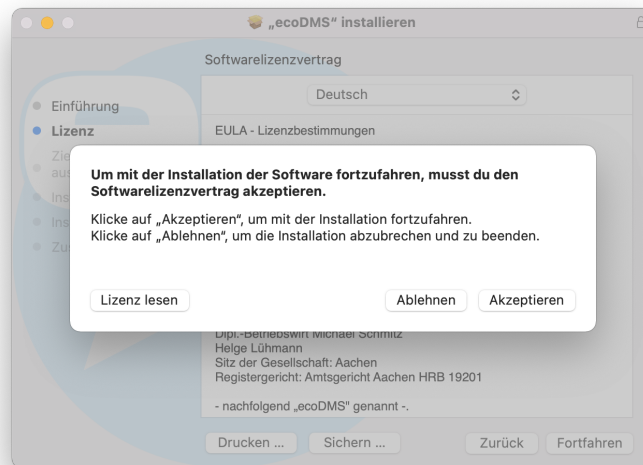 „ecoDMS“ installieren
Softwarelizenzvertrag
Deutsch
Einführung
Lizenz
EULA - Lizenzbestimmungen
Um mit der Installation der Software fortzufahren, musst du den
Softwarelizenzvertrag akzeptieren.
Klicke auf „Akzeptieren“, um mit der Installation fortzufahren.
Klicke auf „Ablehnen“, um die Installation abzubrechen und zu beenden.
Lizenz lesen
Ablehnen
Akzeptieren
Dipl.-Betriebswirt Michael Schmitz
Helge Lühmann
Sitz der Gesellschaft: Aachen
Registergericht: Amtsgericht Aachen HRB 19201
- nachfolgend „ecoDMS" genannt -.
Drucken ...
Sichern ...
Zurück
Fortfahren